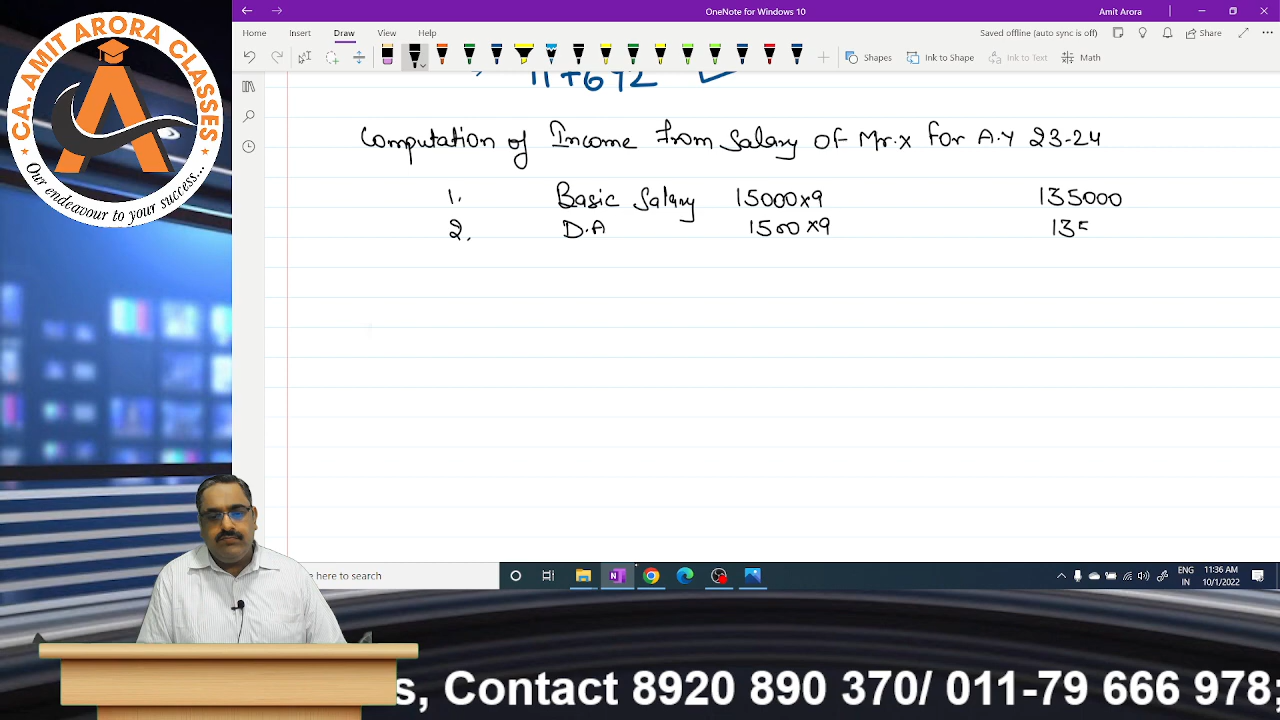 CA. AMIT ARORA CLASSES
Our endeavour to your success...
OneNote for Windows 10
Amit Arora
Home Insert Draw View Help
Saved offline (auto sync is off)
Share
Shapes
Ink to Shape
Ink to Text
Math
Computation of Income from Salary of Mr.X for A.Y 23-24
1. Basic Salary 15000×9 135000
2. D.A 1500×9 135
here to search
ENG
IN
11:36 AM
10/1/2022
s, Contact 8920 890 370/ 011-79 666 978;